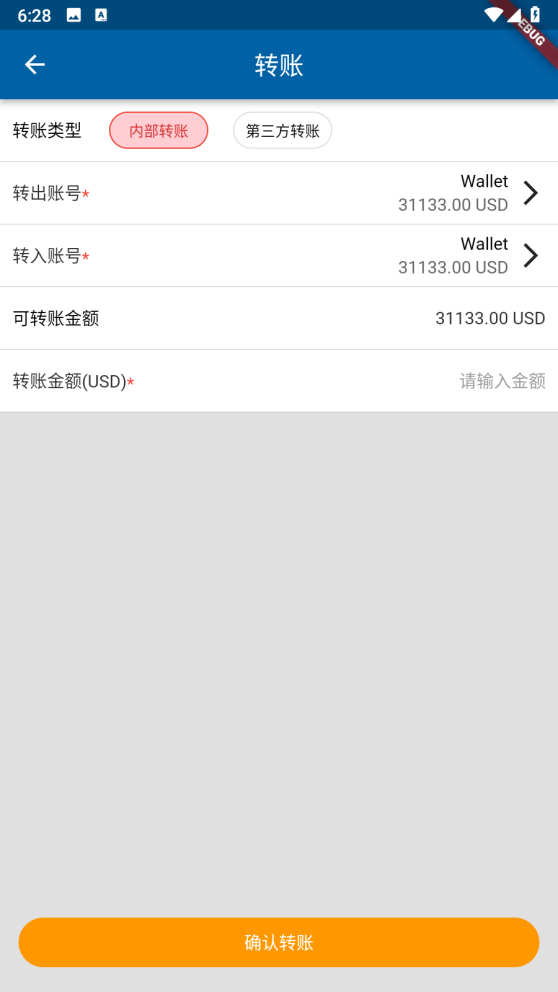 6:28
DEBUG
转账
转账类型 内部转账 第三方转账
转出账号* Wallet
31133.00 USD
转入账号* Wallet
31133.00 USD
可转账金额 31133.00 USD
转账金额(USD)* 请输入金额
确认转账